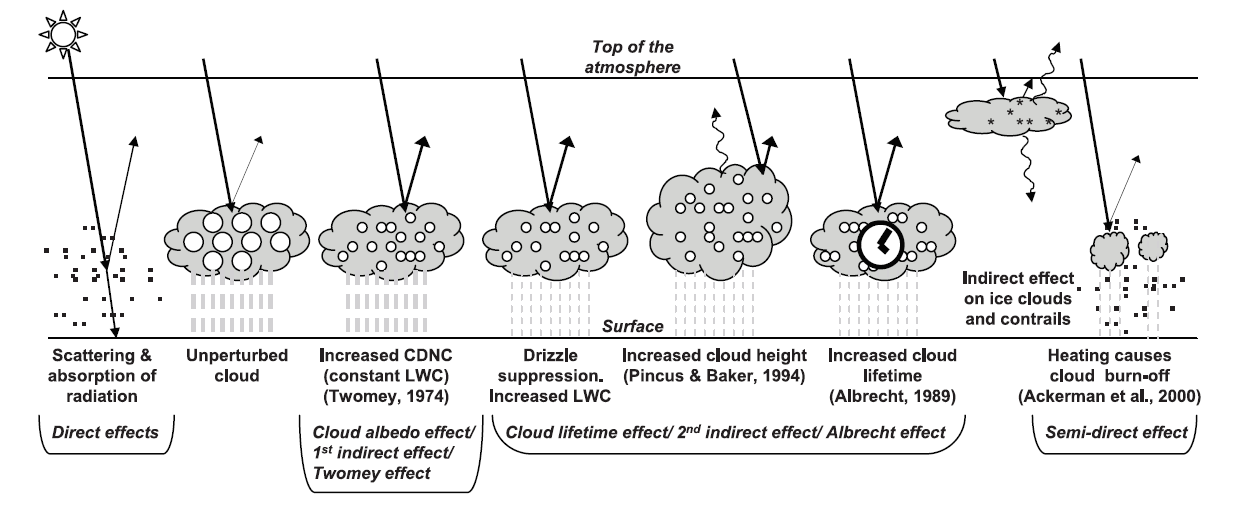 Top of the
atmosphere
Indirect effect
on ice clouds
and contrails
Surface
Scattering &
absorption of
radiation
Unperturbed
cloud
Increased CDNC
(constant LWC)
(Twomey, 1974)
Drizzle
suppression.
Increased LWC
Increased cloud height
(Pincus & Baker, 1994)
Increased cloud
lifetime
(Albrecht, 1989)
Heating causes
cloud burn-off
(Ackerman et al., 2000)
Direct effects
Cloud albedo effect/
1st indirect effect/
Twomey effect
Cloud lifetime effect/ 2nd indirect effect/ Albrecht effect
Semi-direct effect